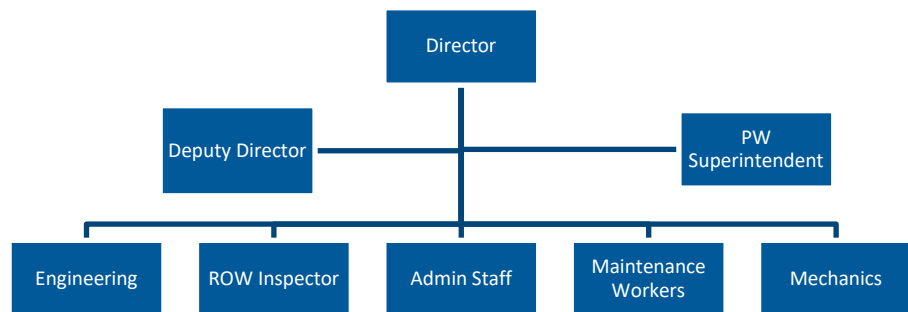 Director
Deputy Director
PW
Superintendent
Engineering
ROW Inspector
Admin Staff
Maintenance
Workers
Mechanics